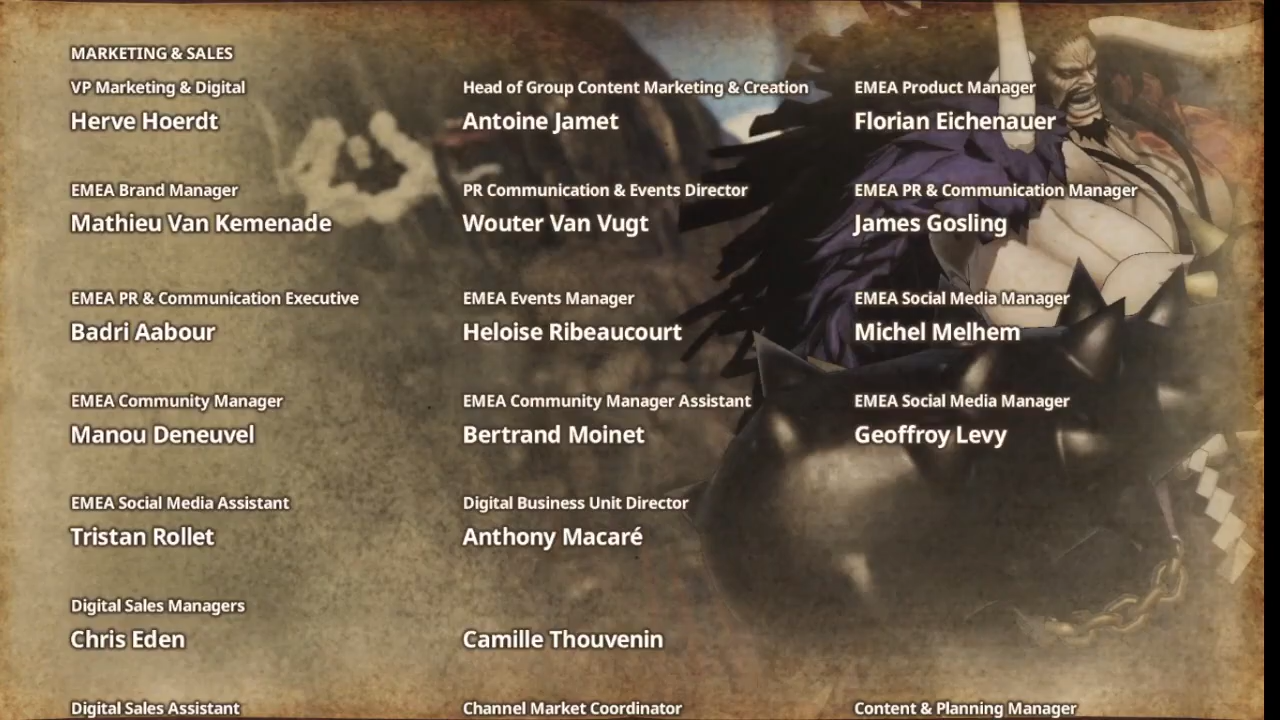 MARKETING & SALES
VP Marketing & Digital Head of Group Content Marketing & Creation EMEA Product Manager
Herve Hoerdt Antoine Jamet Florian Eichenauer
EMEA Brand Manager PR Communication & Events Director EMEA PR & Communication Manager
Mathieu Van Kemenade Wouter Van Vugt James Gosling
EMEA PR & Communication Executive EMEA Events Manager EMEA Social Media Manager
Badri Aabour Heloise Ribeaucourt Michel Melhem
EMEA Community Manager EMEA Community Manager Assistant EMEA Social Media Manager
Manou Deneuvel Bertrand Moinet Geoffroy Levy
EMEA Social Media Assistant Digital Business Unit Director
Tristan Rollet Anthony Macaré
Digital Sales Managers
Chris Eden Camille Thouvenin
Digital Sales Assistant Channel Market Coordinator Content & Planning Manager